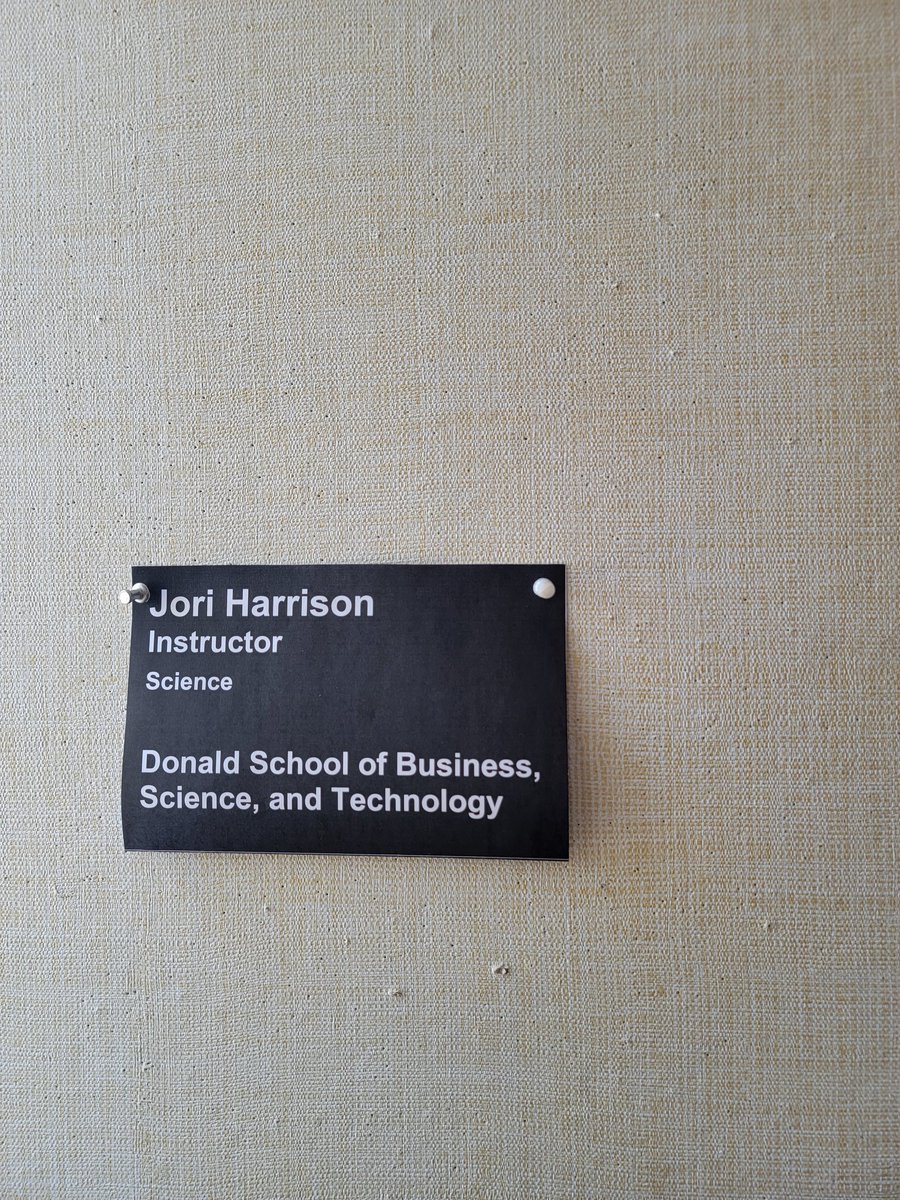 Jori Harrison
Instructor
Science
Donald School of Business,
Science, and Technology